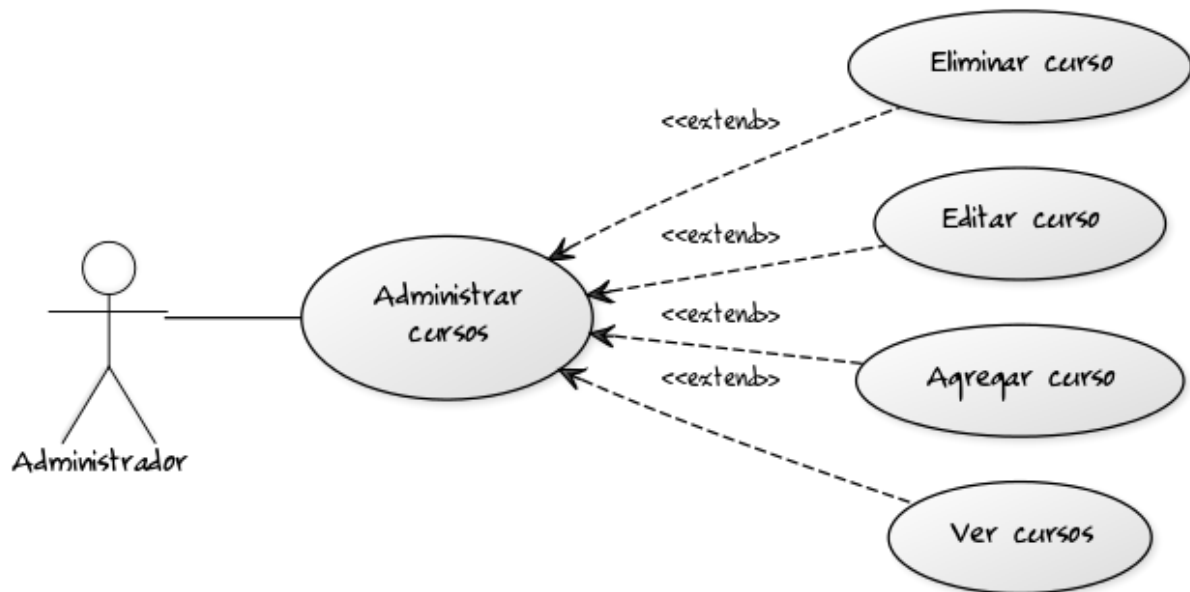 Eliminar curso
<<extend>>
Editar curso
<<extend>>
Administrar
cursos
<<extend>>
Agregar curso
<<extend>>
Administrador
Ver cursos